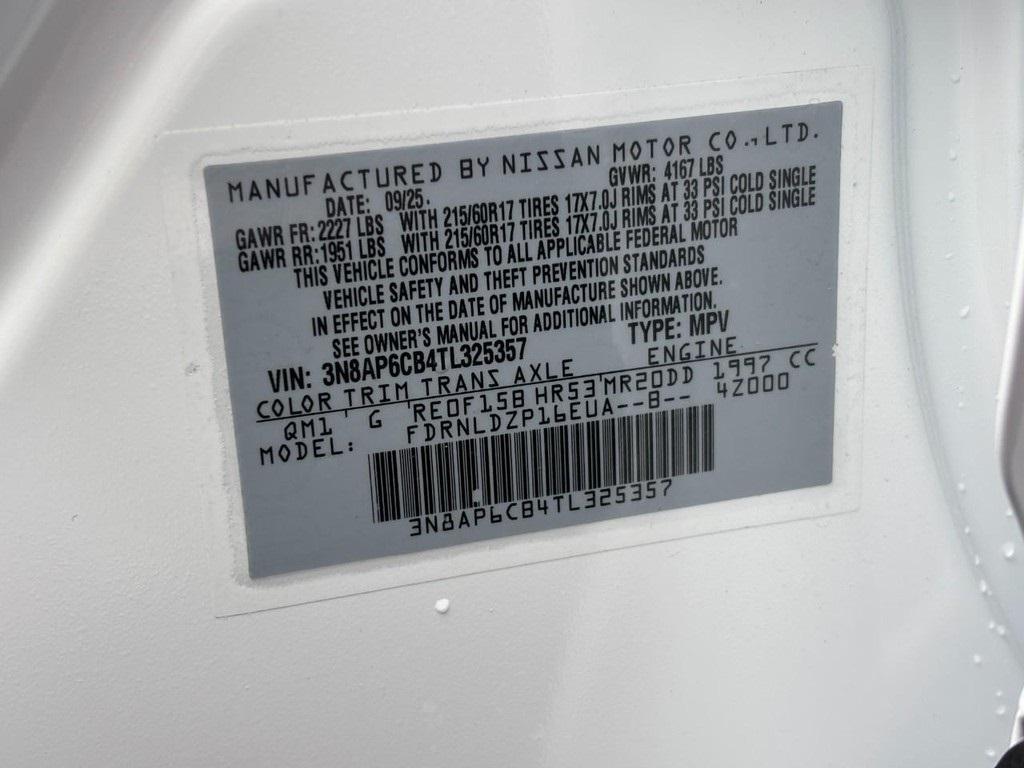 MANUFACTURED BY NISSAN MOTOR CO.,LTD.
DATE: 09/25. GVWR: 4167 LBS
GAWR FR: 2227 LBS WITH 215/60R17 TIRES 17X7.0J RIMS AT 33 PSI COLD SINGLE
GAWR RR: 1951 LBS WITH 215/60R17 TIRES 17X7.0J RIMS AT 33 PSI COLD SINGLE
THIS VEHICLE CONFORMS TO ALL APPLICABLE FEDERAL MOTOR
VEHICLE SAFETY AND THEFT PREVENTION STANDARDS
IN EFFECT ON THE DATE OF MANUFACTURE SHOWN ABOVE.
SEE OWNER'S MANUAL FOR ADDITIONAL INFORMATION.
VIN: 3N8AP6CB4TL325357 TYPE: MPV
COLOR TRIM TRANS AXLE ENGINE
QM1 G RE0F15B HR53 MR20DD 1997 CC
MODEL: FDRNLDZP16EUA--B-- 4Z000
3N8AP6CB4TL325357